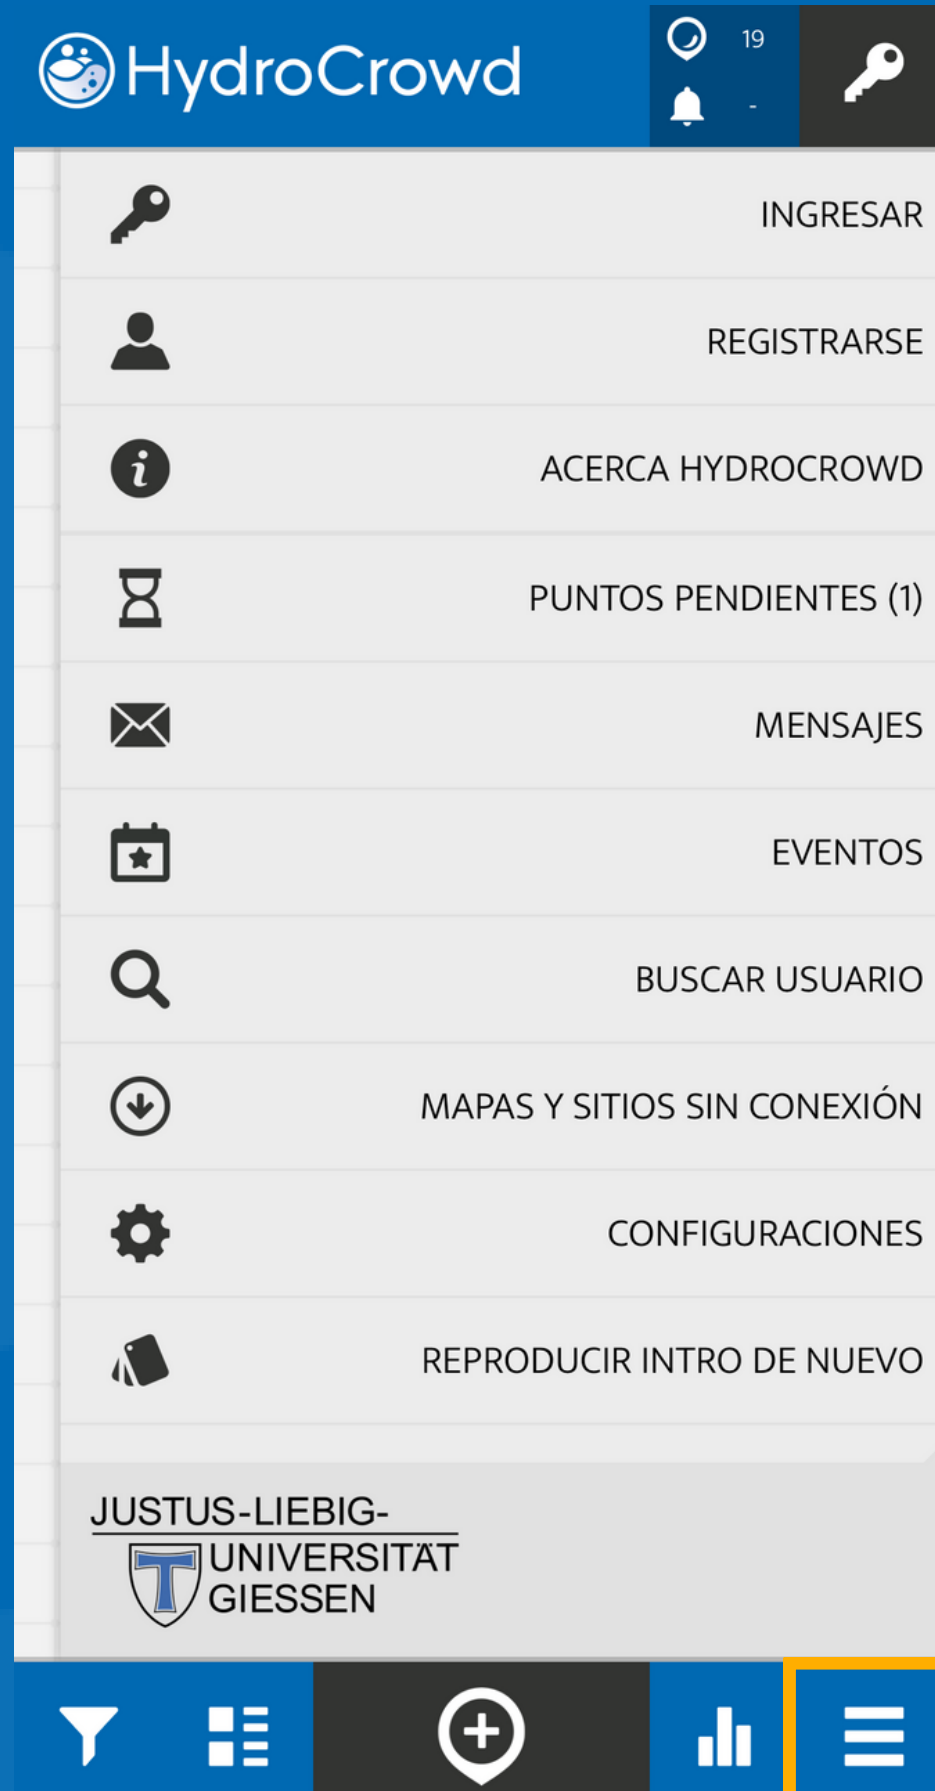 HydroCrowd
19
-
INGRESAR
REGISTRARSE
ACERCA HYDROCROWD
PUNTOS PENDIENTES (1)
MENSAJES
EVENTOS
BUSCAR USUARIO
MAPAS Y SITIOS SIN CONEXIÓN
CONFIGURACIONES
REPRODUCIR INTRO DE NUEVO
JUSTUS-LIEBIG-
UNIVERSITÄT
GIESSEN